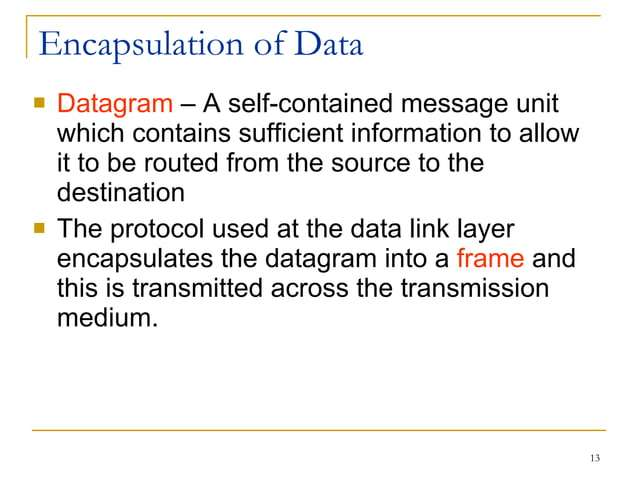 Encapsulation of Data
Datagram – A self-contained message unit
which contains sufficient information to allow
it to be routed from the source to the
destination
The protocol used at the data link layer
encapsulates the datagram into a frame and
this is transmitted across the transmission
medium.
13